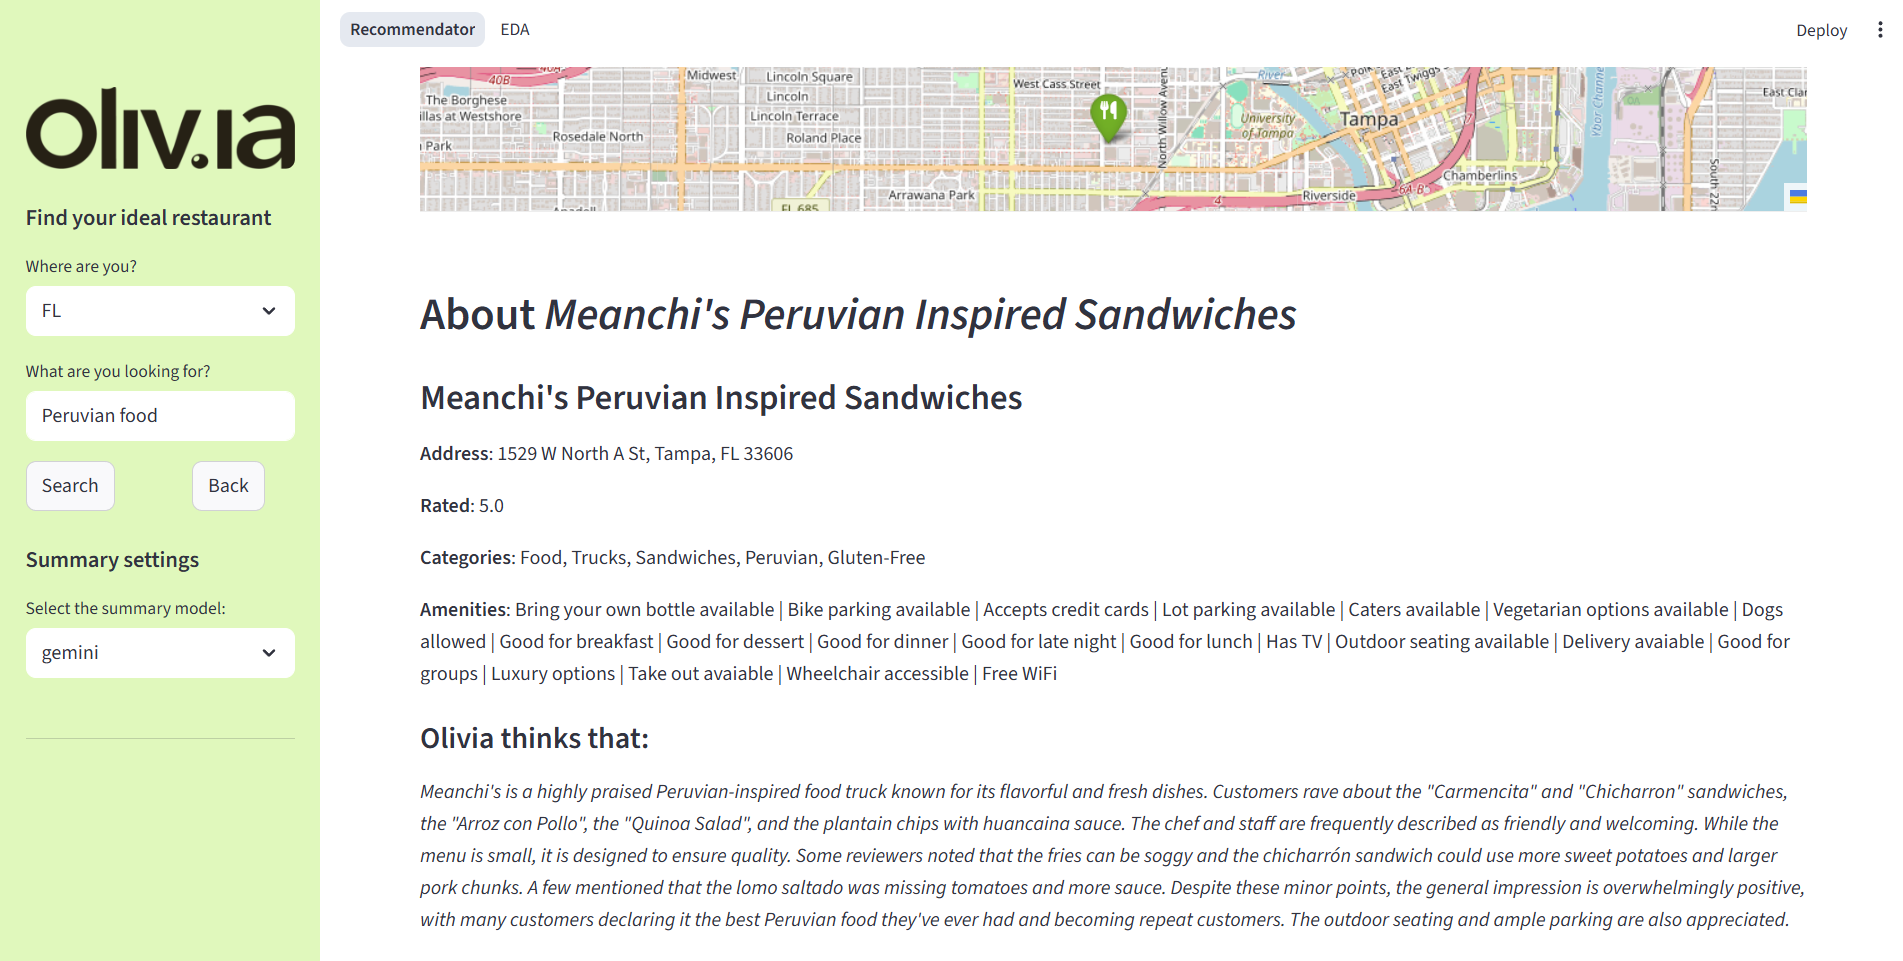 Recommendator EDA Deploy
oliv.ia
Find your ideal restaurant
Where are you?
FL
What are you looking for?
Peruvian food
Search Back
Summary settings
Select the summary model:
gemini
40B
Midwest
Lincoln Square
Lincoln
Lincoln Terrace
Roland Place
The Borghese
illas at Westshore
Rosedale North
Park
West Cass Street
North Willow Avenu
River
University
of Tampa
East Twiggs
Tampa
Ybor Channe
East Clar
Arrawana Park
FL 685
Riverside
Chamberlins
South 22n
About Meanchi's Peruvian Inspired Sandwiches
Meanchi's Peruvian Inspired Sandwiches
Address: 1529 W North A St, Tampa, FL 33606
Rated: 5.0
Categories: Food, Trucks, Sandwiches, Peruvian, Gluten-Free
Amenities: Bring your own bottle available | Bike parking available | Accepts credit cards | Lot parking available | Caters available | Vegetarian options available | Dogs
allowed | Good for breakfast | Good for dessert | Good for dinner | Good for late night | Good for lunch | Has TV | Outdoor seating available | Delivery avaiable | Good for
groups | Luxury options | Take out avaiable | Wheelchair accessible | Free WiFi
Olivia thinks that:
Meanchi's is a highly praised Peruvian-inspired food truck known for its flavorful and fresh dishes. Customers rave about the "Carmencita" and "Chicharron" sandwiches,
the "Arroz con Pollo", the "Quinoa Salad", and the plantain chips with huancaina sauce. The chef and staff are frequently described as friendly and welcoming. While the
menu is small, it is designed to ensure quality. Some reviewers noted that the fries can be soggy and the chicharrón sandwich could use more sweet potatoes and larger
pork chunks. A few mentioned that the lomo saltado was missing tomatoes and more sauce. Despite these minor points, the general impression is overwhelmingly positive,
with many customers declaring it the best Peruvian food they've ever had and becoming repeat customers. The outdoor seating and ample parking are also appreciated.